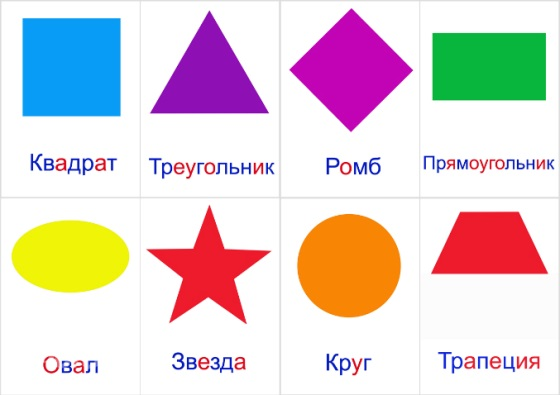 Квадрат
Треугольник
Ромб
Прямоугольник
Овал
Звезда
Круг
Трапеция